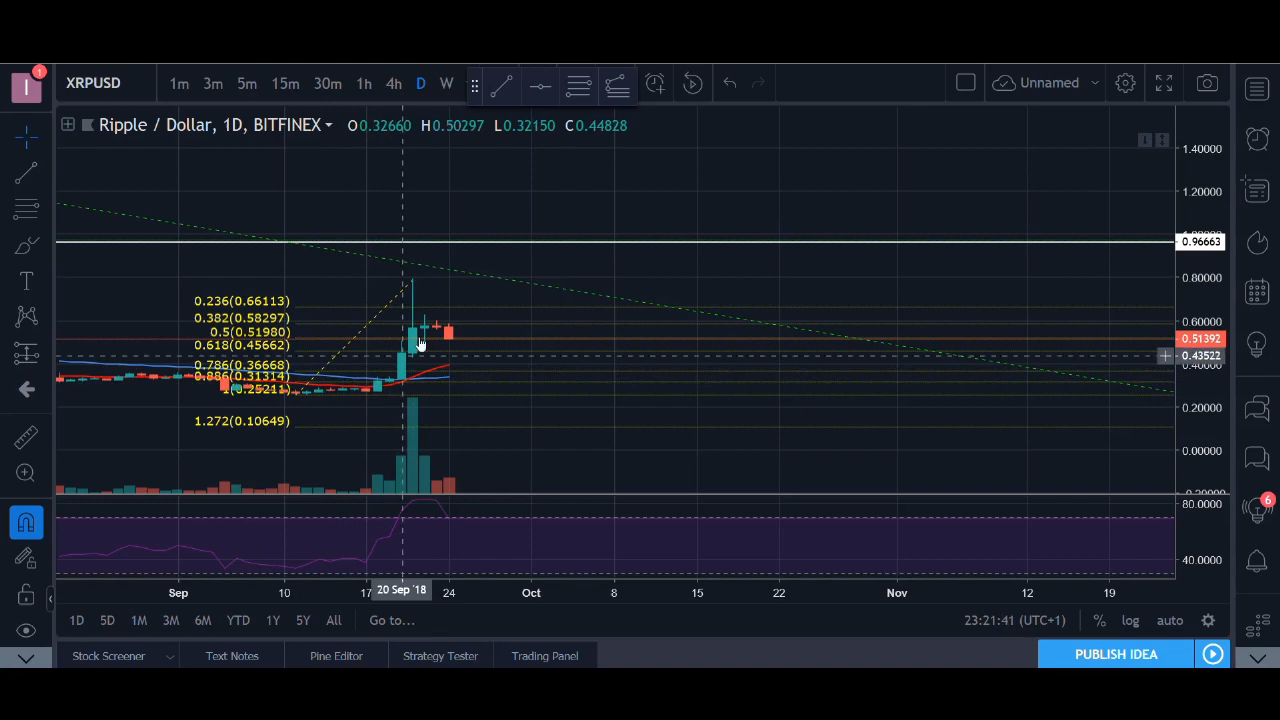 I
1
XRPUSD
1m 3m 5m 15m 30m 1h 4h D W
Unnamed
Ripple / Dollar, 1D, BITFINEX O0.32660 H0.50297 L0.32150 C0.44828
1.40000
1.20000
0.96663
0.80000
0.60000
0.51392
0.43522
0.40000
0.20000
0.00000
0.236(0.66113)
0.382(0.58297)
0.5(0.51980)
0.618(0.45662)
0.786(0.36668)
0.886(0.31314)
1(0.25211)
1.272(0.10649)
80.0000
40.0000
6
Sep 10 17 20 Sep '18 24 Oct 8 15 22 Nov 12 19
1D 5D 1M 3M 6M YTD 1Y 5Y All Go to... 23:21:41 (UTC+1) % log auto
Stock Screener Text Notes Pine Editor Strategy Tester Trading Panel PUBLISH IDEA